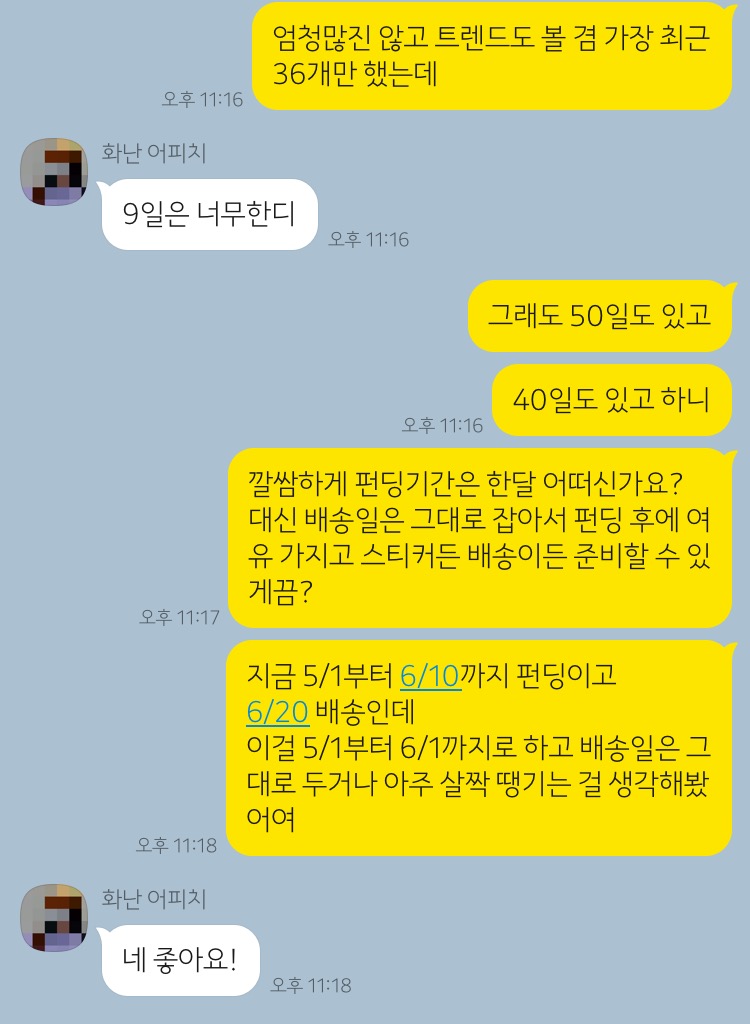 엄청많진 않고 트렌드도 볼 겸 가장 최근
36개만 했는데
오후 11:16
화난 어피치
9일은 너무한디
오후 11:16
그래도 50일도 있고
40일도 있고 하니
오후 11:16
깔쌈하게 펀딩기간은 한달 어떠신가요?
대신 배송일은 그대로 잡아서 펀딩 후에 여
유 가지고 스티커든 배송이든 준비할 수 있
게끔?
오후 11:17
지금 5/1부터 6/10까지 펀딩이고
6/20 배송인데
이걸 5/1부터 6/1까지로 하고 배송일은 그
대로 두거나 아주 살짝 땡기는 걸 생각해봤
어여
오후 11:18
화난 어피치
네 좋아요!
오후 11:18